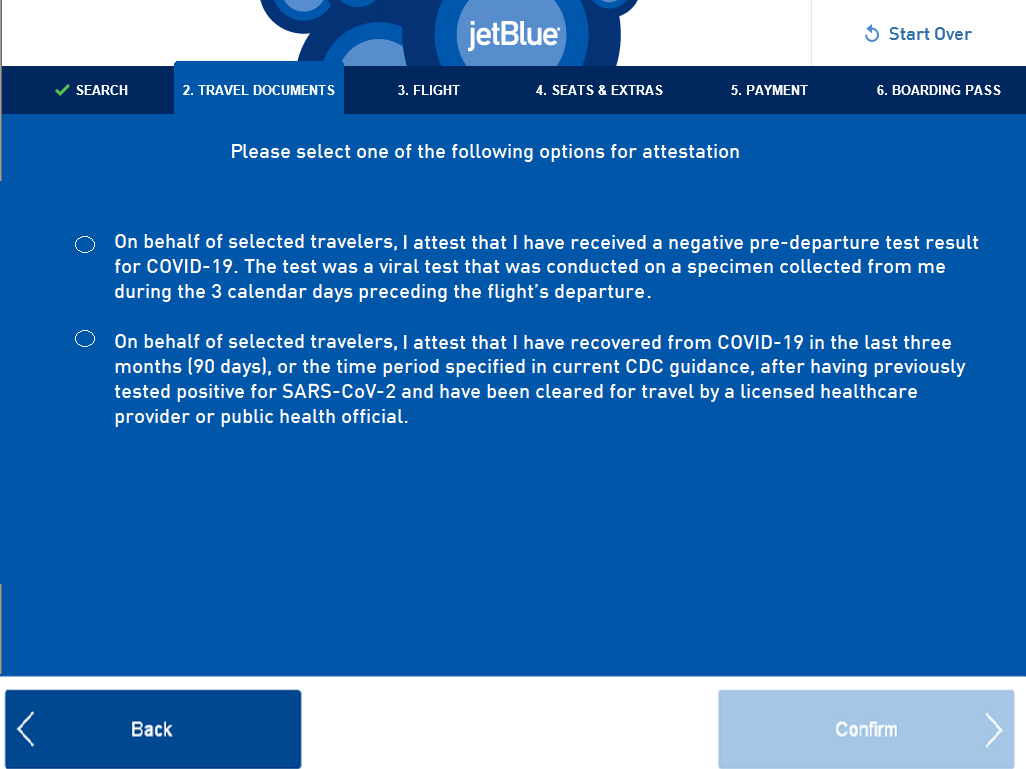 jetBlue
Start Over
SEARCH
2. TRAVEL DOCUMENTS
3. FLIGHT
4. SEATS & EXTRAS
5. PAYMENT
6. BOARDING PASS
Please select one of the following options for attestation
On behalf of selected travelers, I attest that I have received a negative pre-departure test result
for COVID-19. The test was a viral test that was conducted on a specimen collected from me
during the 3 calendar days preceding the flight's departure.
On behalf of selected travelers, I attest that I have recovered from COVID-19 in the last three
months (90 days), or the time period specified in current CDC guidance, after having previously
tested positive for SARS-CoV-2 and have been cleared for travel by a licensed healthcare
provider or public health official.
Back
Confirm